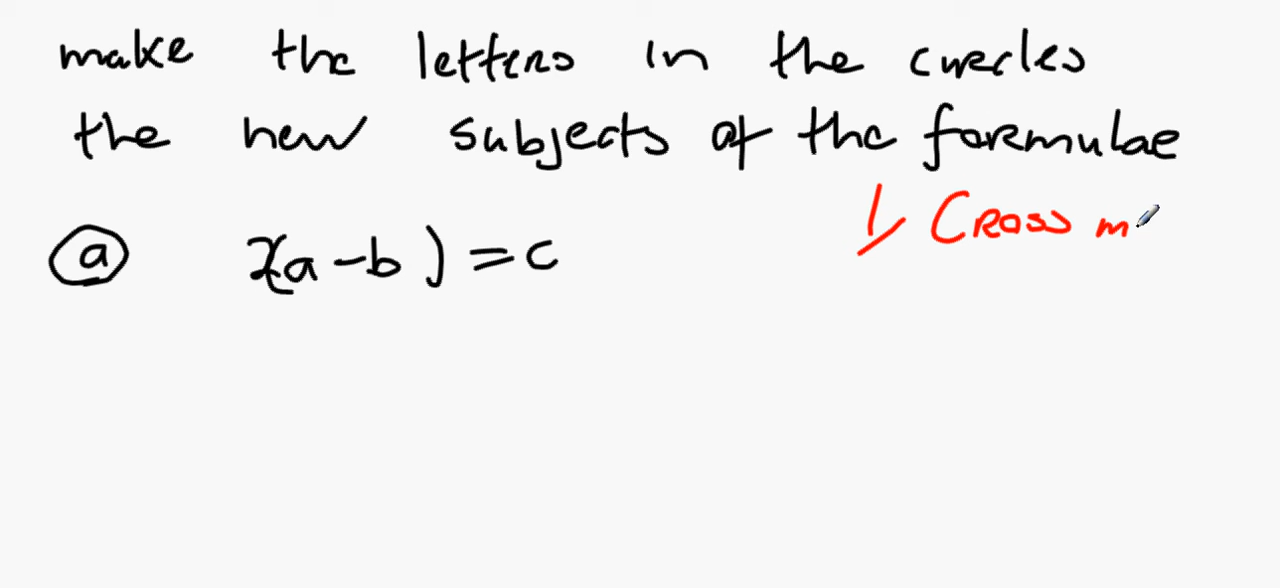 make the letters in the circles
the new subjects of the formulae
1/ Cross m
a x(a-b) = c